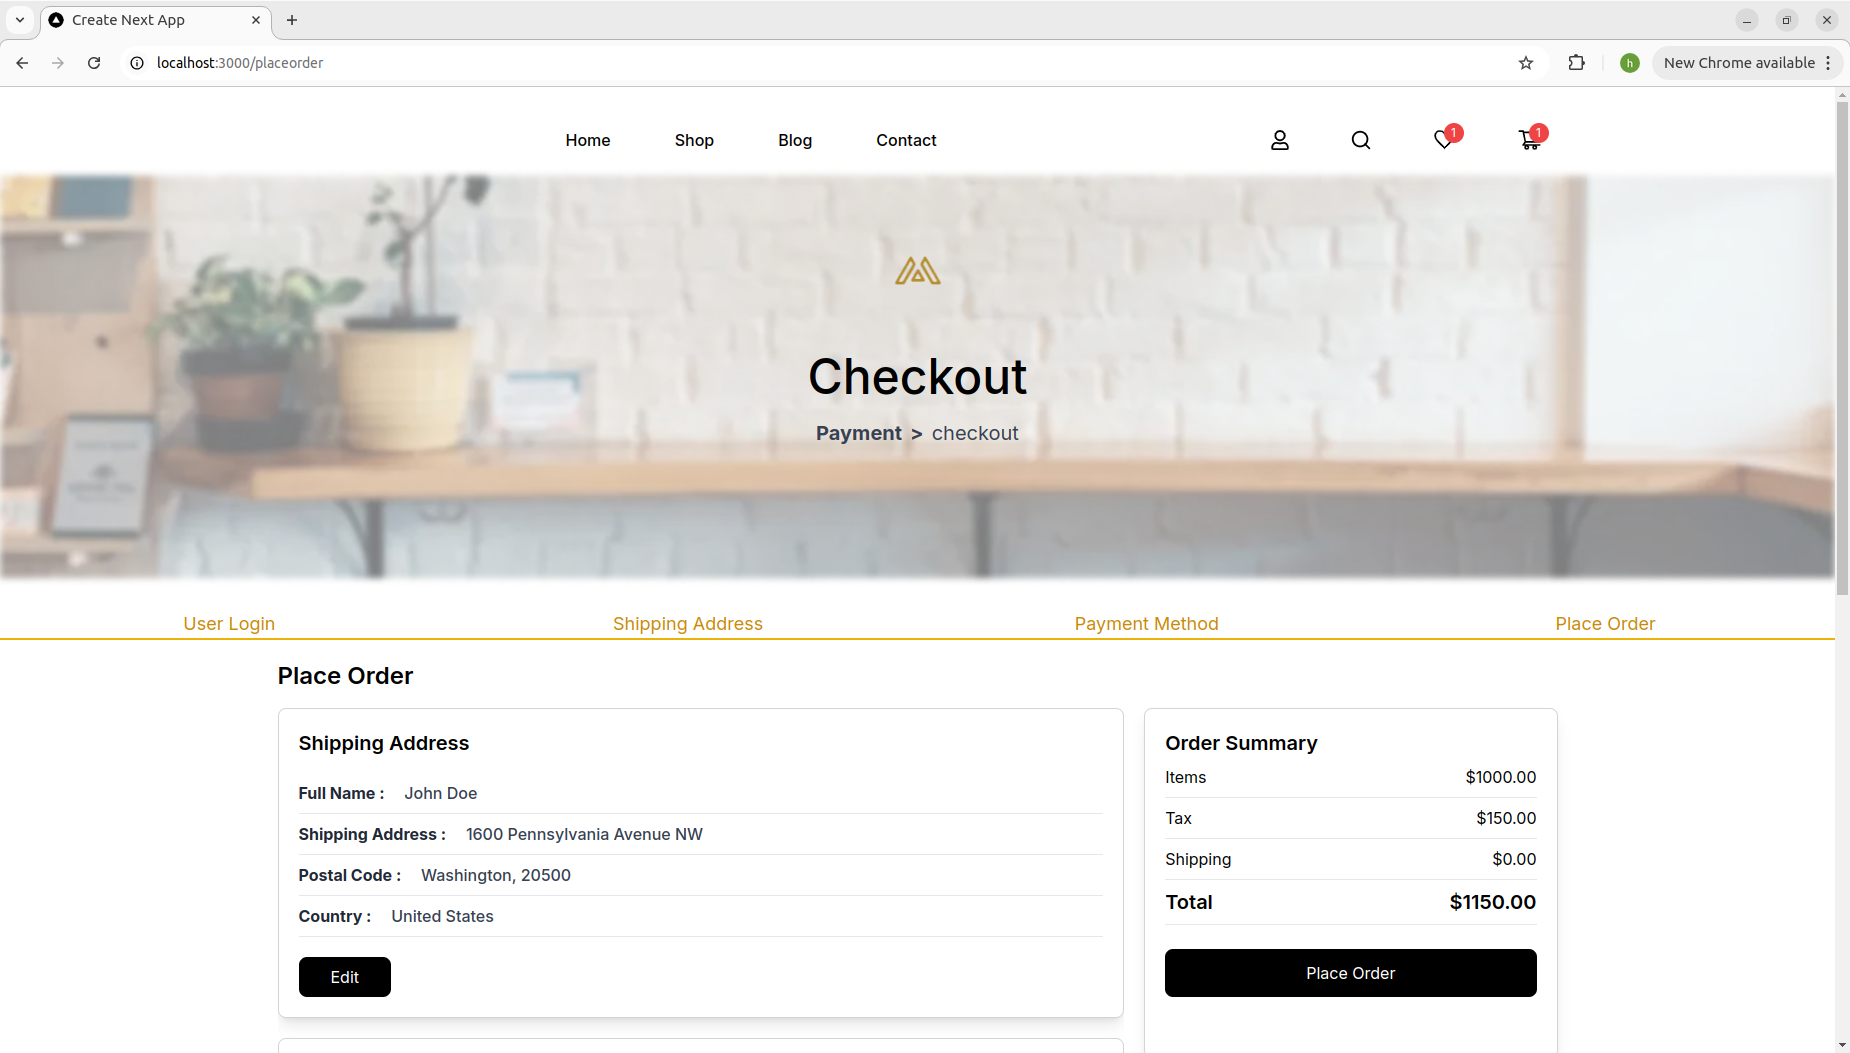 Create Next App
localhost:3000/placeorder
h
New Chrome available
Home Shop Blog Contact
1
1
Checkout
Payment > checkout
User Login Shipping Address Payment Method Place Order
Place Order
Shipping Address
Full Name : John Doe
Shipping Address : 1600 Pennsylvania Avenue NW
Postal Code : Washington, 20500
Country : United States
Edit
Order Summary
Items $1000.00
Tax $150.00
Shipping $0.00
Total $1150.00
Place Order